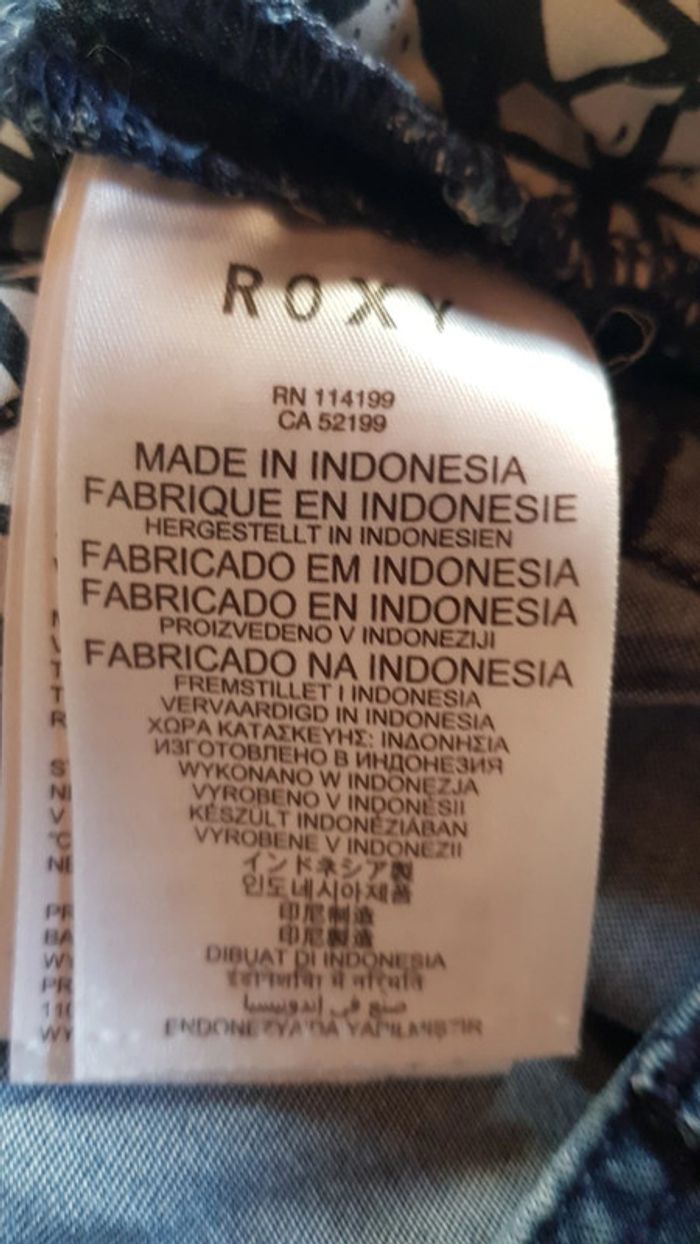 ROXY
RN 114199
CA 52199
MADE IN INDONESIA
FABRIQUE EN INDONESIE
HERGESTELLT IN INDONESIEN
FABRICADO EM INDONESIA
FABRICADO EN INDONESIA
PROIZVEDENO V INDONEZIJI
FABRICADO NA INDONESIA
FREMSTILLET I INDONESIA
VERVAARDIGD IN INDONESIA
ΧΩΡΑ ΚΑΤΑΣΚΕΥΗΣ: ΙΝΔΟΝΗΣΙΑ
ИЗГОТОВЛЕНО В ИНДОНЕЗИЯ
WYKONANO W INDONEZJA
VYROBENO V INDONÉSII
KÉSZÜLT INDONÉZIÁBAN
VYROBENE V INDONEZII
インドネシア製
인도네시아제품
印尼制造
印尼製造
DIBUAT DI INDONESIA
में
صنع في إندونيسيا
ENDONEZYA'DA YAPILMIŞTIR